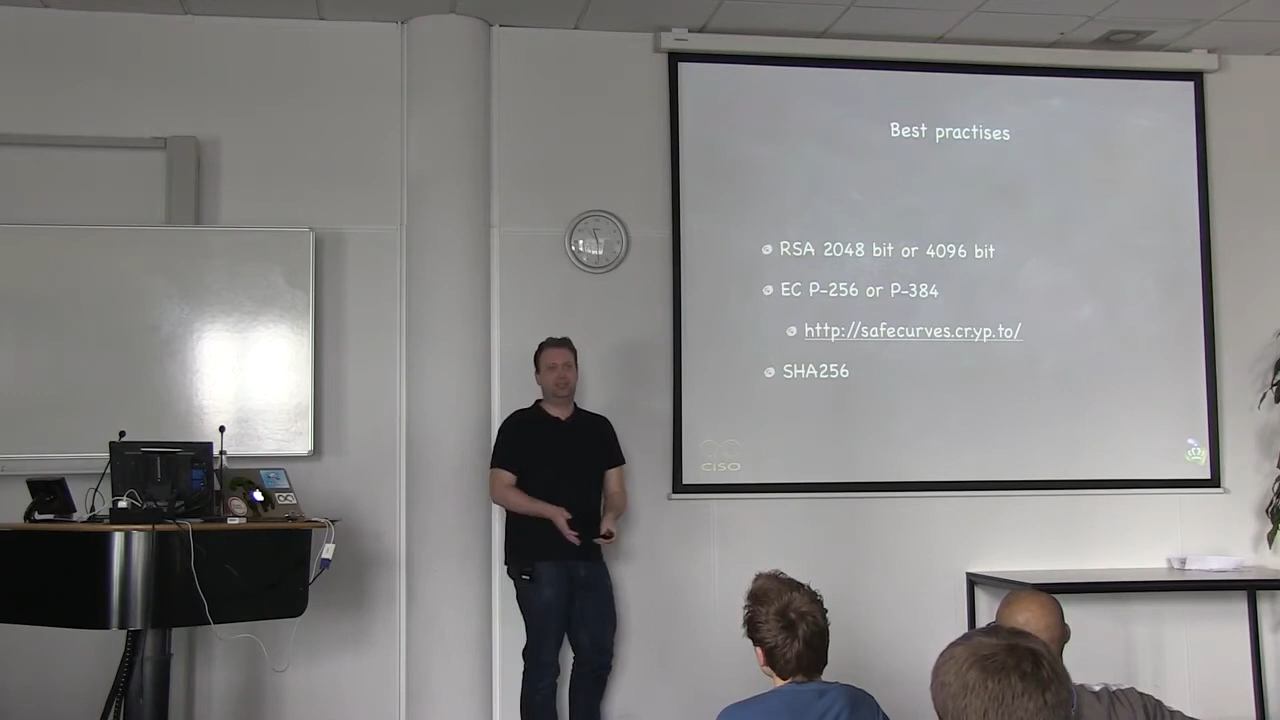 Best practises
RSA 2048 bit or 4096 bit
EC P-256 or P-384
http://safecurves.cr.yp.to/
SHA256
CISO